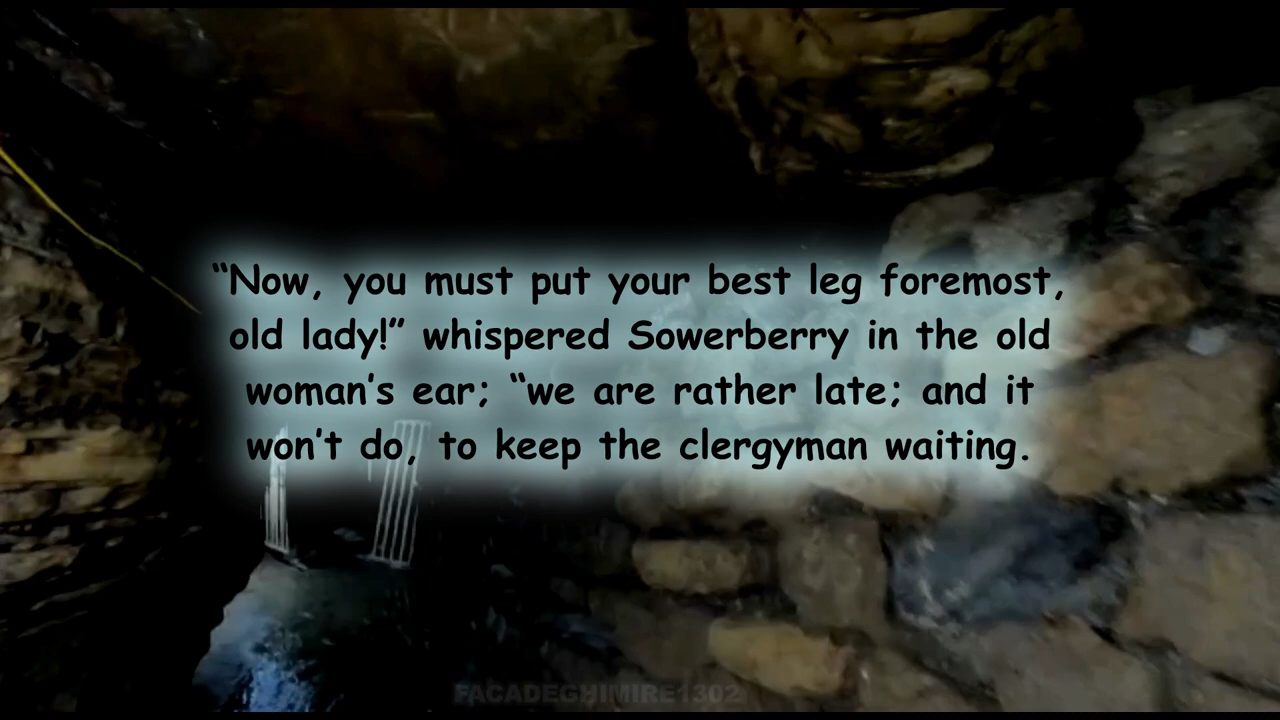 “Now, you must put your best leg foremost,
old lady!” whispered Sowerberry in the old
woman’s ear; “we are rather late; and it
won’t do, to keep the clergyman waiting.
FACADEGHIMIRE1302